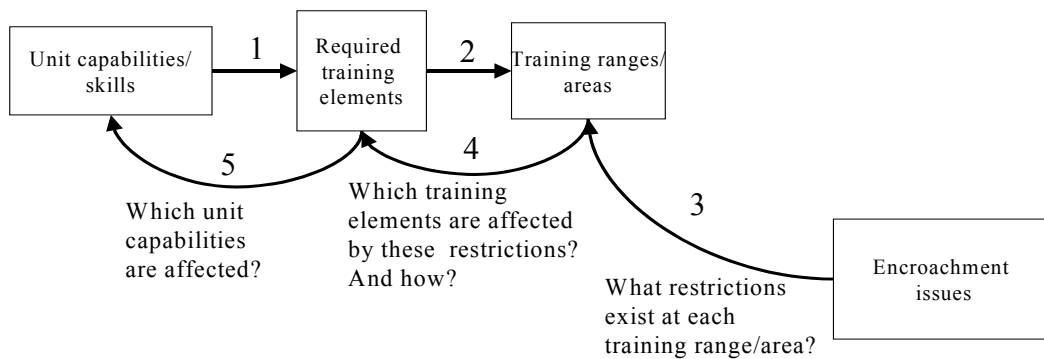 Unit capabilities/
skills
1
Required
training
elements
2
Training ranges/
areas
5
Which unit
capabilities
are affected?
4
Which training
elements are affected
by these restrictions?
And how?
3
What restrictions
exist at each
training range/area?
Encroachment
issues